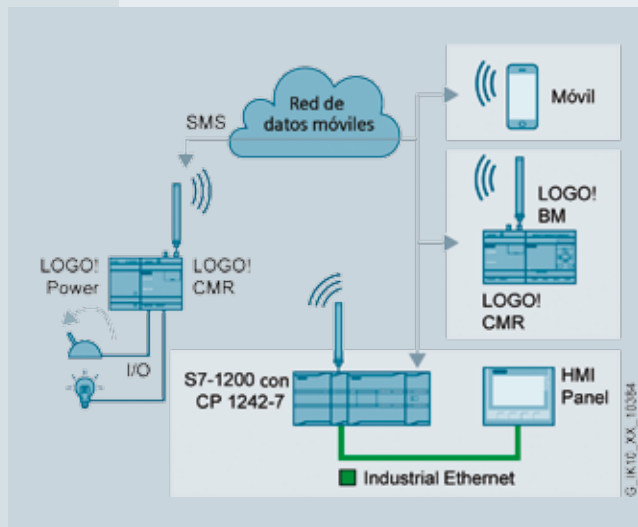 Red de
datos móviles
SMS
Móvil
LOGO!
BM
LOGO!
CMR
LOGO!
Power
LOGO!
CMR
I/O
S7-1200 con
CP 1242-7
HMI
Panel
Industrial Ethernet
G_IK10_XX_10384